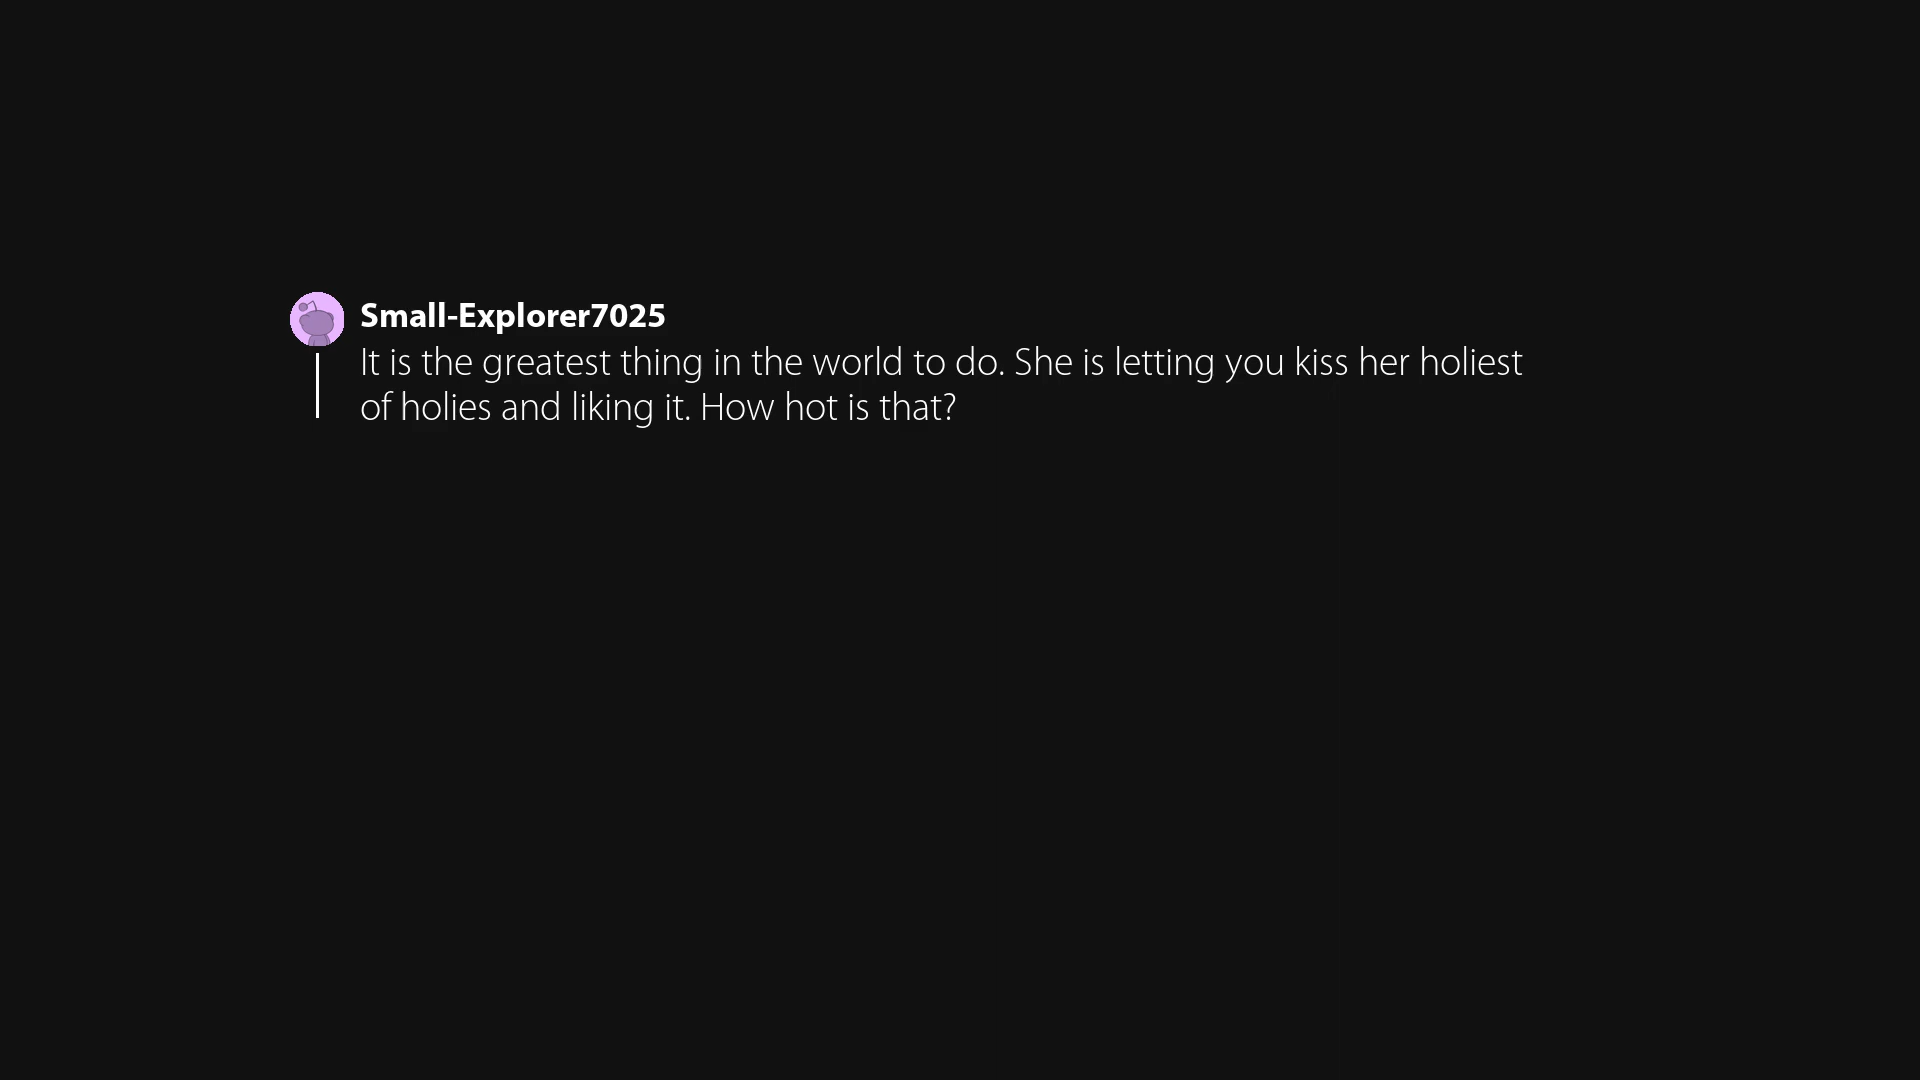 Small-Explorer7025
It is the greatest thing in the world to do. She is letting you kiss her holiest
of holies and liking it. How hot is that?